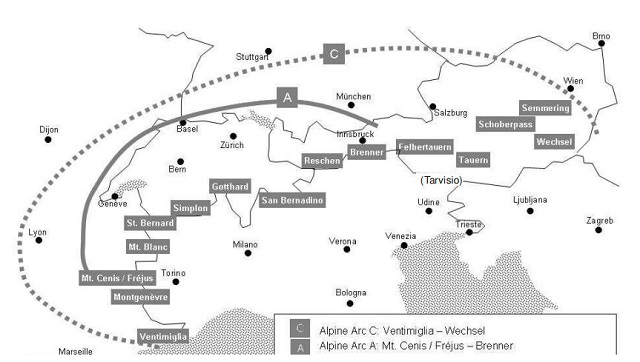 Brno
Stuttgart
C
Wien
München
A
Semmering
Salzburg
Schoberpass
Basel
Dijon
Innsbruck
Wechsel
Zürich
Brenner
Felbertauern
Reschen
Tauern
Bern
(Tarvisio)
Gotthard
Genève
San Bernadino
Simplon
Udine
Ljubljana
St. Bernard
Trieste
Zagreb
Lyon
Mt. Blanc
Milano
Verona
Venezia
Mt. Cenis / Fréjus
Torino
Montgenèvre
Bologna
Ventimiglia
C Alpine Arc C: Ventimiglia – Wechsel
A Alpine Arc A: Mt. Cenis / Fréjus – Brenner
Marseille